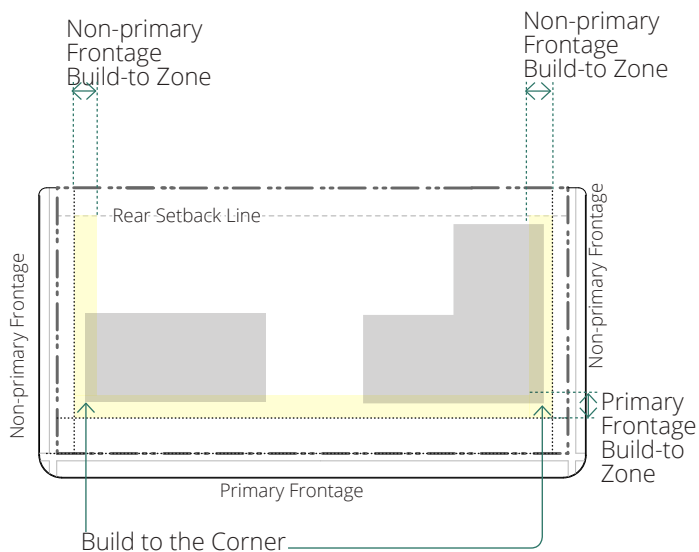 Non-primary
Frontage
Build-to Zone
Non-primary
Frontage
Build-to Zone
Rear Setback Line
Non-primary Frontage
Non-primary Frontage
Primary
Frontage
Build-to
Zone
Primary Frontage
Build to the Corner